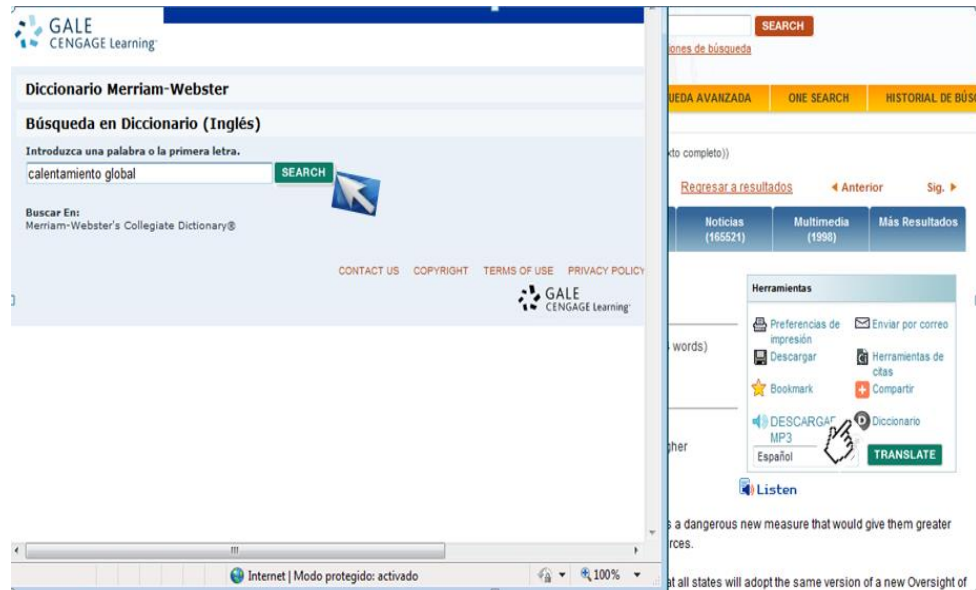 GALE
CENGAGE Learning
Diccionario Merriam-Webster
Búsqueda en Diccionario (Inglés)
Introduzca una palabra o la primera letra.
calentamiento global
SEARCH
Buscar En:
Merriam-Webster's Collegiate Dictionary®
CONTACT US COPYRIGHT TERMS OF USE PRIVACY POLICY
GALE
CENGAGE Learning
Internet | Modo protegido: activado
100%
SEARCH
ones de búsqueda
UEDA AVANZADA ONE SEARCH HISTORIAL DE BÚS
xto completo))
Regresar a resultados Anterior Sig.
Noticias (165521)
Multimedia (1998)
Más Resultados
Herramientas
Preferencias de impresión
Enviar por correo
words)
Descargar
Herramientas de citas
Bookmark
Compartir
DESCARGAR MP3
D Diccionario
gher
Español
TRANSLATE
Listen
s a dangerous new measure that would give them greater
rces.
at all states will adopt the same version of a new Oversight of